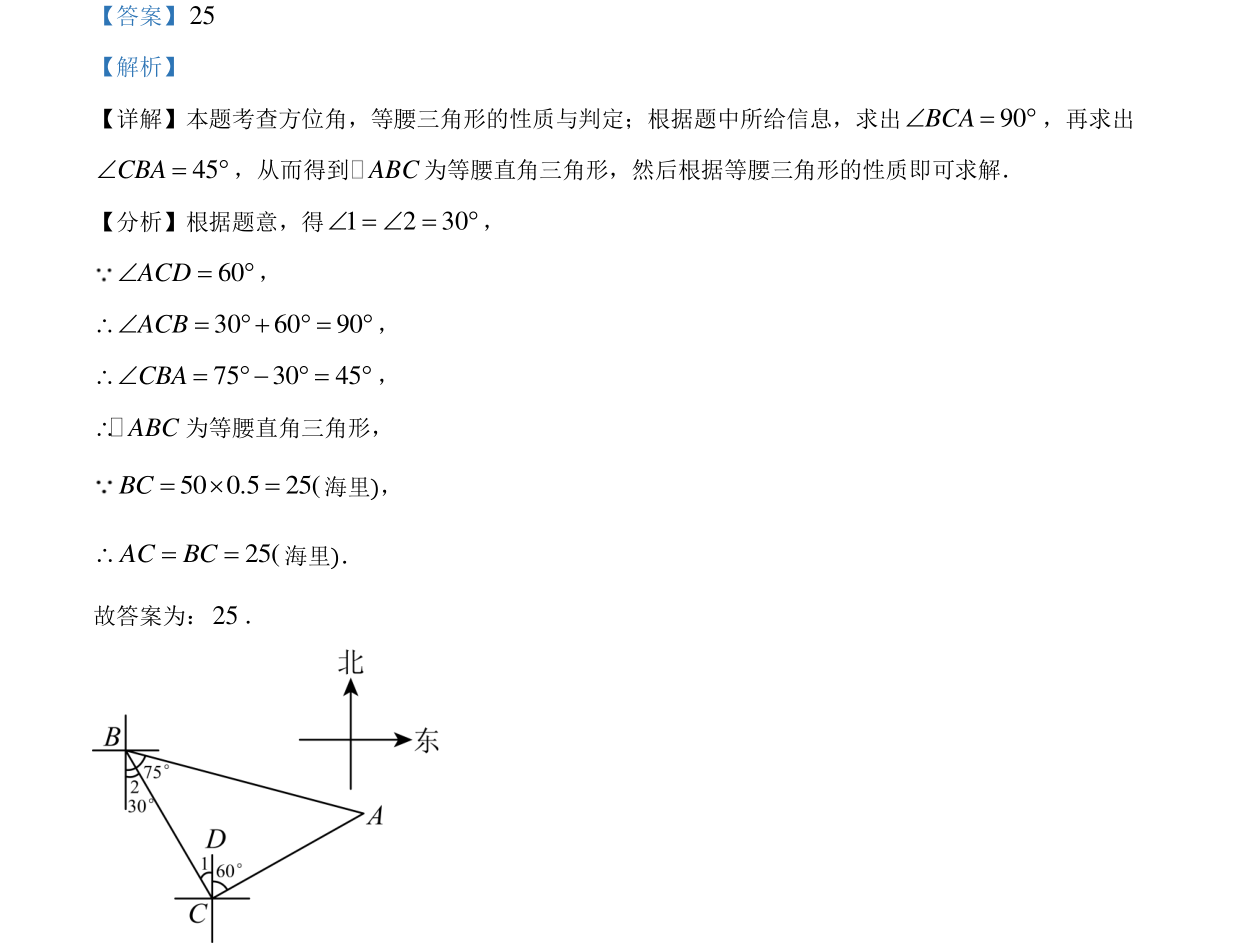 【答案】25
【解析】
【详解】本题考查方位角，等腰三角形的性质与判定；根据题中所给信息，求出∠BCA=90°，再求出
∠CBA=45°，从而得到□ABC为等腰直角三角形，然后根据等腰三角形的性质即可求解．
【分析】根据题意，得∠1=∠2=30°，
∵∠ACD=60°，
∴∠ACB=30°+60°=90°，
∴∠CBA=75°−30°=45°，
∴□ABC为等腰直角三角形，
∵BC=50×0.5=25(海里)，
∴AC=BC=25(海里)．
故答案为：25．
北
东
B
75°
2
30°
A
D
1
60°
C